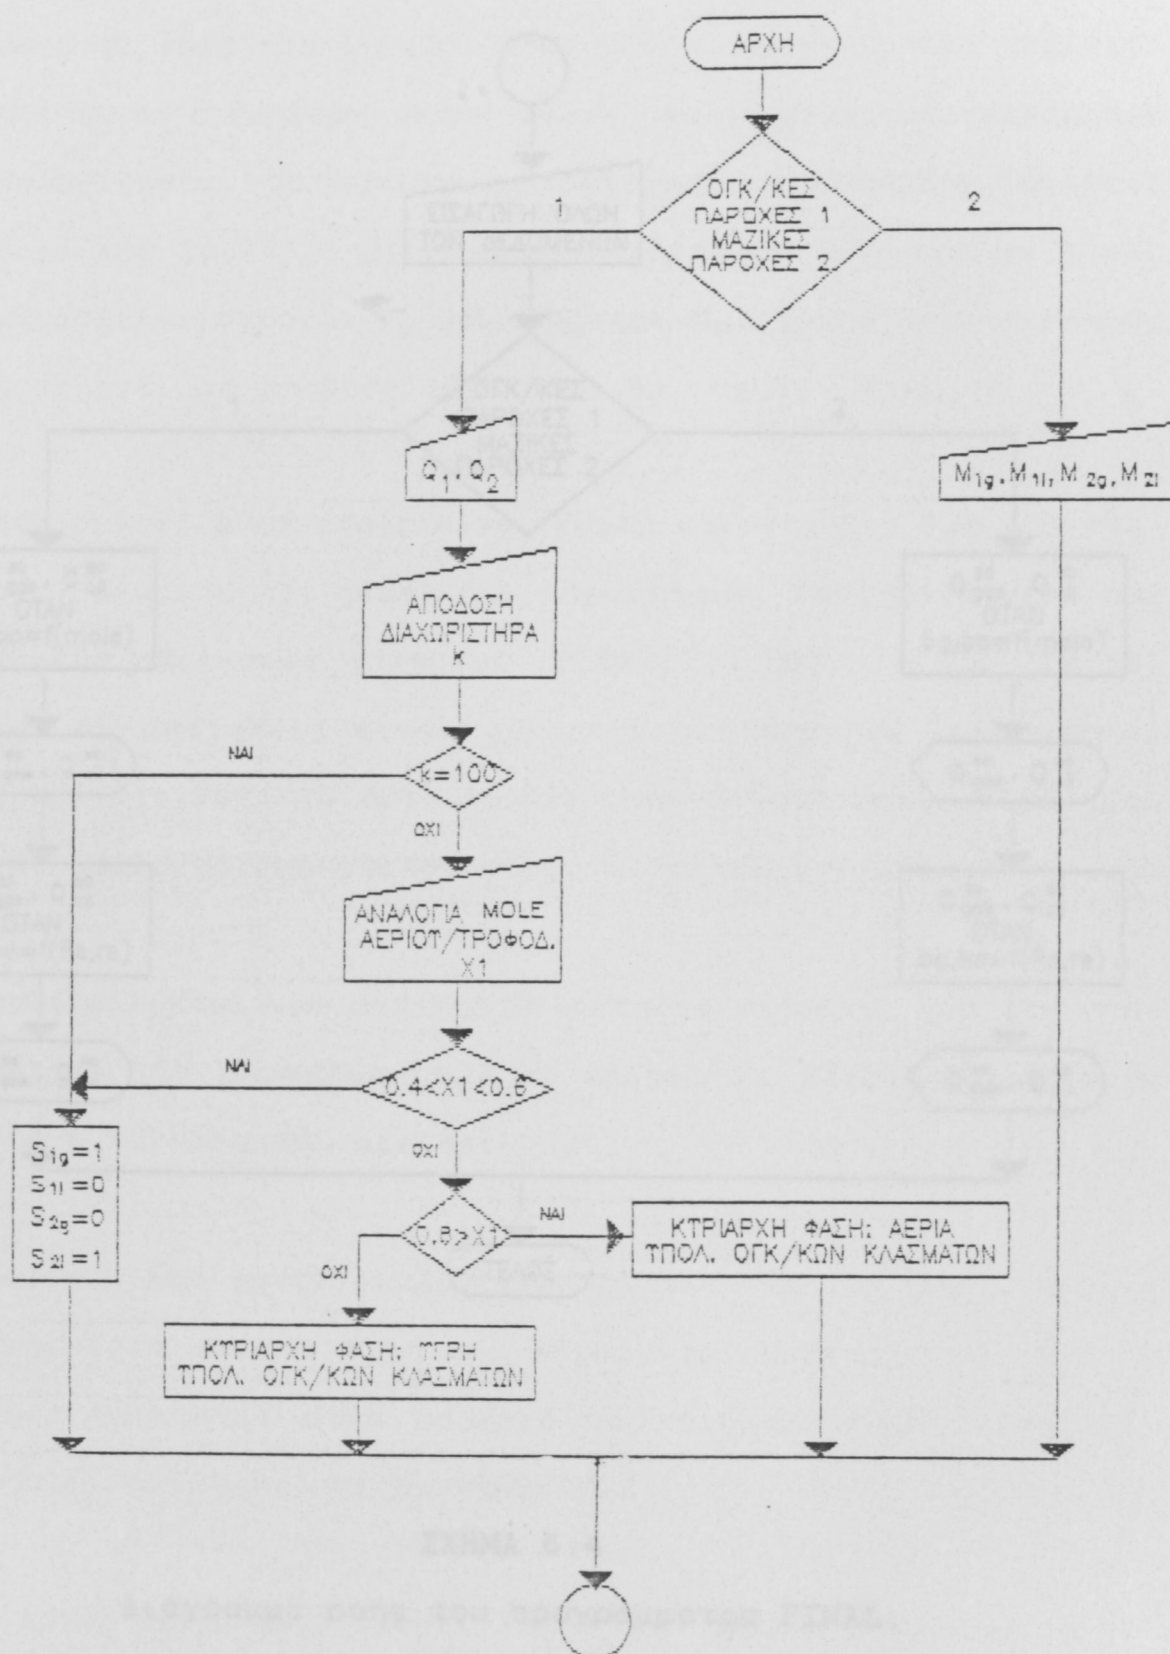 ΑΡΧΗ
ΟΓΚ/ΚΕΣ
ΠΑΡΟΧΕΣ 1
ΜΑΖΙΚΕΣ
ΠΑΡΟΧΕΣ 2
1
2
Q1, Q2
M1g, M1l, M2g, M2l
ΑΠΟΔΟΣΗ
ΔΙΑΧΩΡΙΣΤΗΡΑ
k
k=100
ΝΑΙ
ΟΧΙ
ΑΝΑΛΟΓΙΑ MOLE
ΑΕΡΙΟΥ/ΤΡΟΦΟΔ.
X1
0.4<X1<0.6
ΝΑΙ
ΟΧΙ
S1g=1
S1l=0
S2g=0
S2l=1
ΝΑΙ
ΟΧΙ
ΚΥΡΙΑΡΧΗ ΦΑΣΗ: ΑΕΡΙΑ
ΥΠΟΛ. ΟΓΚ/ΚΩΝ ΚΛΑΣΜΑΤΩΝ
ΚΥΡΙΑΡΧΗ ΦΑΣΗ: ΥΓΡΗ
ΥΠΟΛ. ΟΓΚ/ΚΩΝ ΚΛΑΣΜΑΤΩΝ